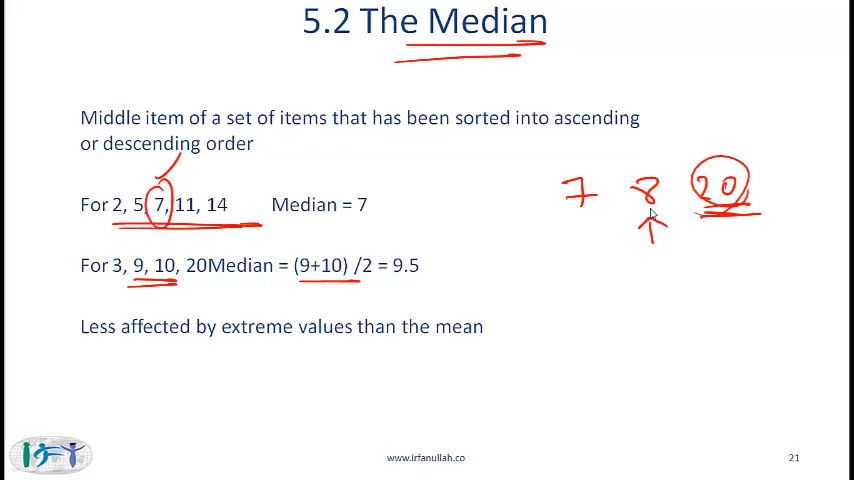 5.2 The Median
Middle item of a set of items that has been sorted into ascending
or descending order
7 8 20
For 2, 5, 7, 11, 14 Median = 7
For 3, 9, 10, 20Median = (9+10) /2 = 9.5
Less affected by extreme values than the mean
www.irfanullah.co
21